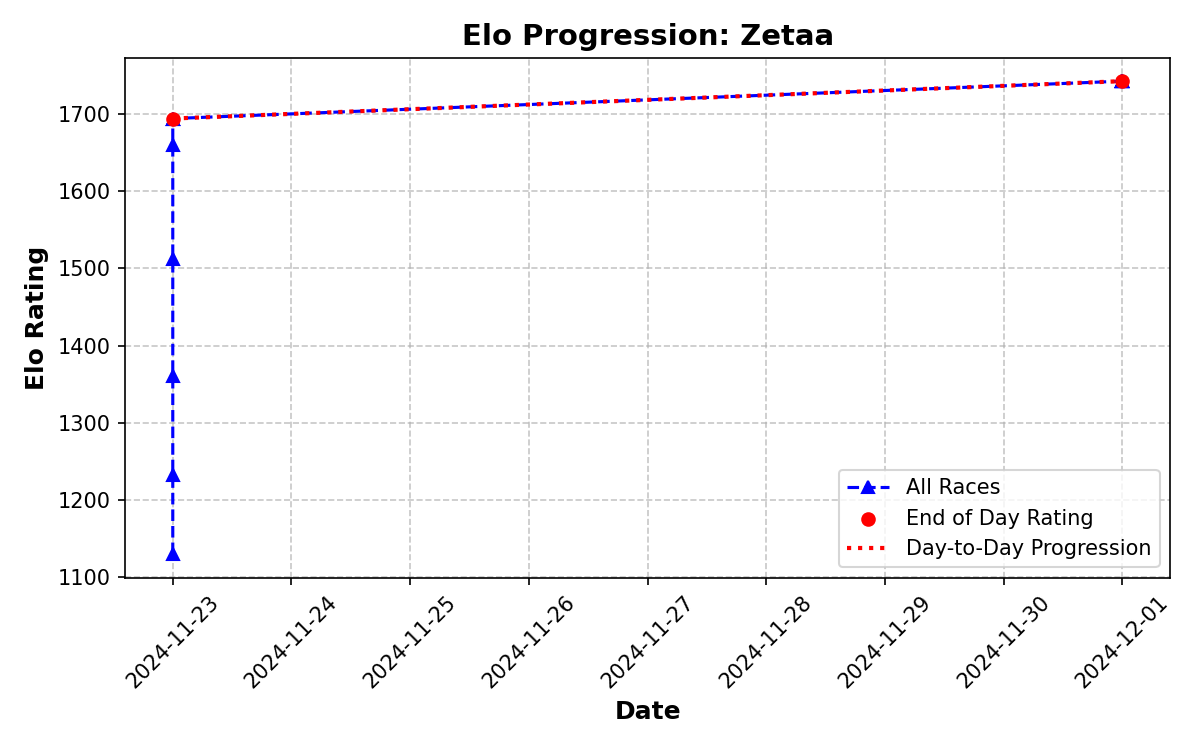 Elo Progression: Zetaa
Elo Rating
1700
1600
1500
1400
1300
1200
1100
All Races
End of Day Rating
Day-to-Day Progression
2024-11-23
2024-11-24
2024-11-25
2024-11-26
2024-11-27
2024-11-28
2024-11-29
2024-11-30
2024-12-01
Date